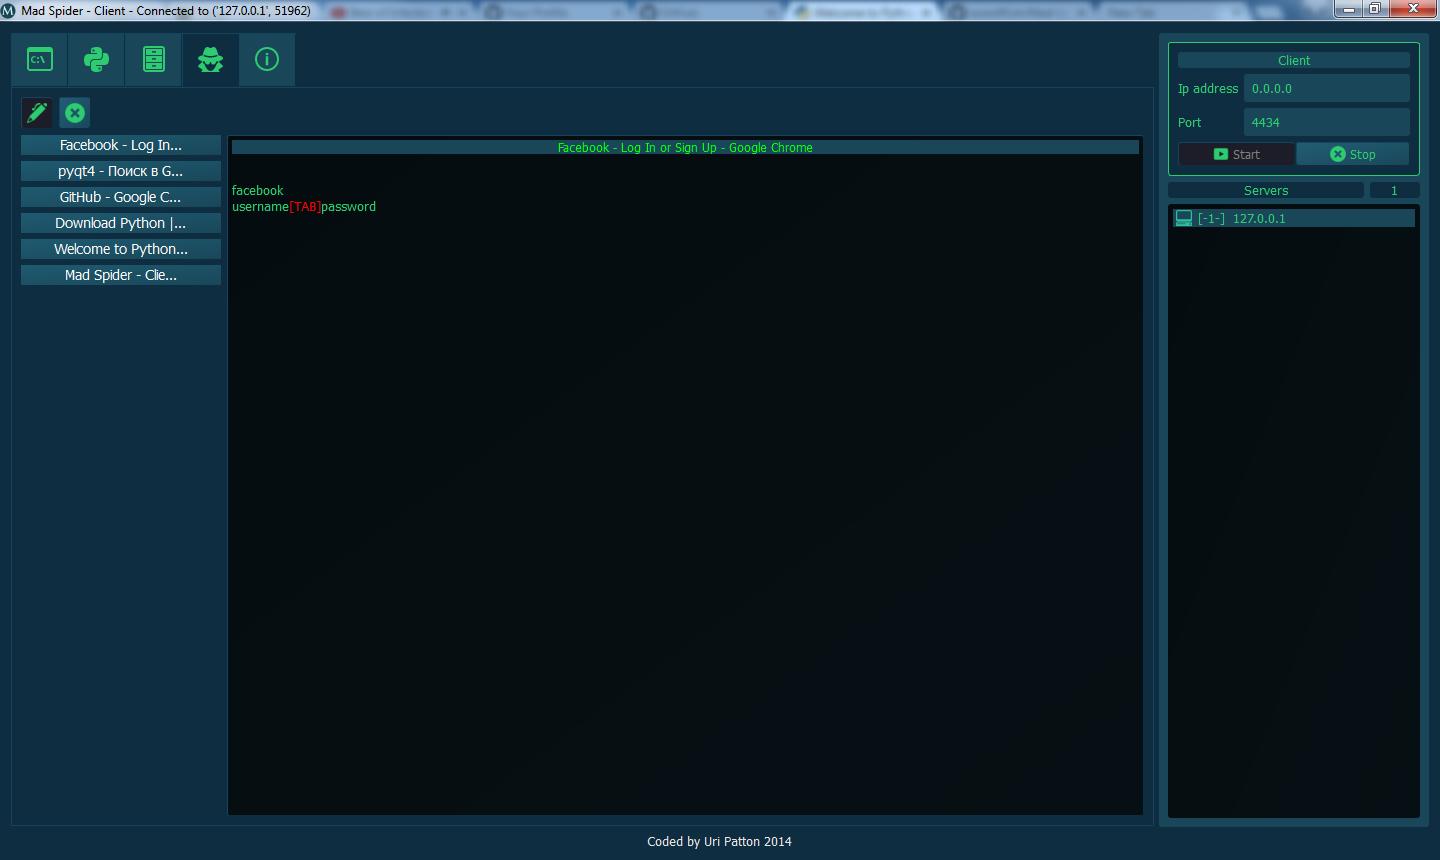 Mad Spider - Client - Connected to ('127.0.0.1', 51962)
C:\
Facebook - Log In...
pyqt4 - Поиск в G...
GitHub - Google C...
Download Python |...
Welcome to Python...
Mad Spider - Clie...
Facebook - Log In or Sign Up - Google Chrome
facebook
username[TAB]password
Client
Ip address 0.0.0.0
Port 4434
Start Stop
Servers 1
[-1-] 127.0.0.1
Coded by Uri Patton 2014